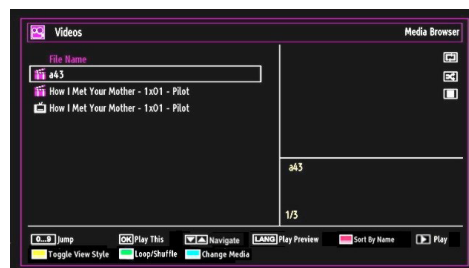 Videos
Media Browser
File Name
a43
How I Met Your Mother - 1x01 - Pilot
How I Met Your Mother - 1x01 - Pilot
a43
1/3
0...9 Jump
OK Play This
Navigate
LANG Play Preview
Sort By Name
Play
Toggle View Style
Loop/Shuffle
Change Media